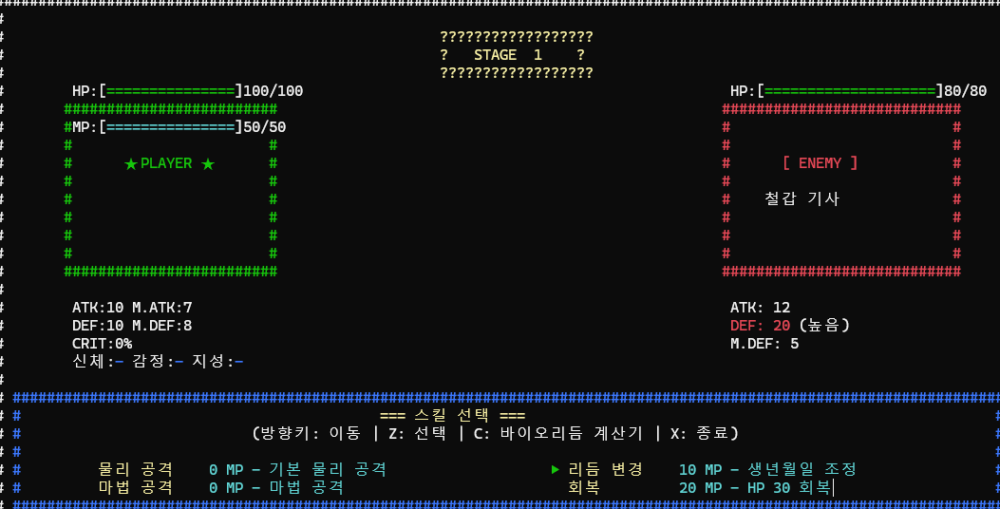 ???????????????????
?   STAGE  1    ?
???????????????????
HP:[===============]100/100
HP:[====================]80/80
MP:[===============]50/50
★PLAYER ★
[ ENEMY ]
철갑 기사
ATK:10 M.ATK:7
ATK: 12
DEF:10 M.DEF:8
DEF: 20 (높음)
CRIT:0%
M.DEF: 5
신체:- 감정:- 지성:-
=== 스킬 선택 ===
(방향키: 이동 | Z: 선택 | C: 바이오리듬 계산기 | X: 종료)
물리 공격    0 MP - 기본 물리 공격
▶ 리듬 변경    10 MP - 생년월일 조정
마법 공격    0 MP - 마법 공격
회복    20 MP - HP 30 회복